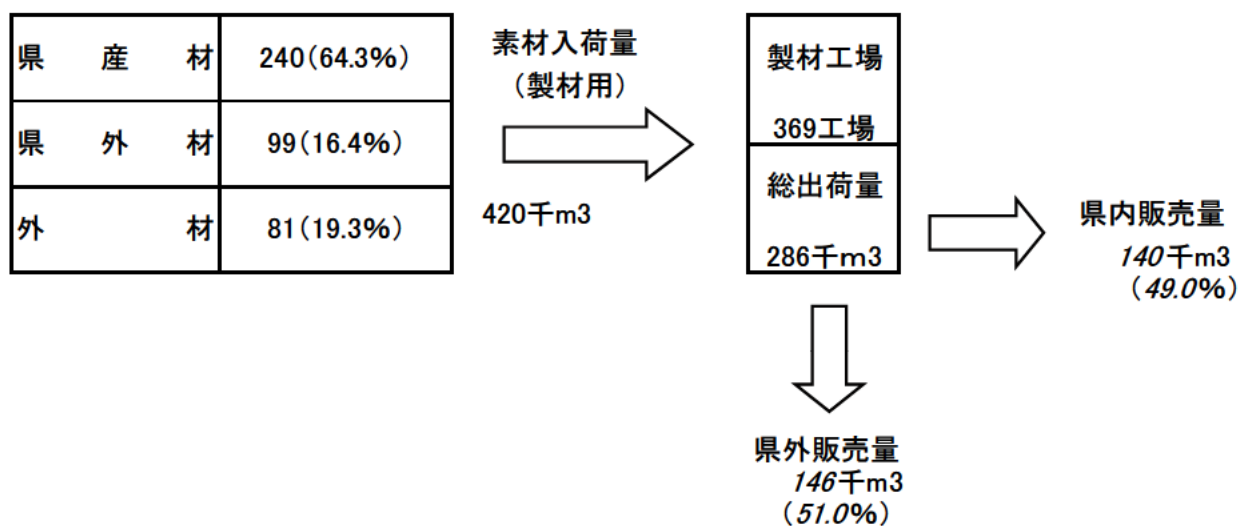 県産材 240(64.3%)
県外材 99(16.4%)
外材 81(19.3%)
素材入荷量
(製材用)
420千m3
製材工場
369工場
総出荷量
286千m3
県内販売量
140千m3
(49.0%)
県外販売量
146千m3
(51.0%)